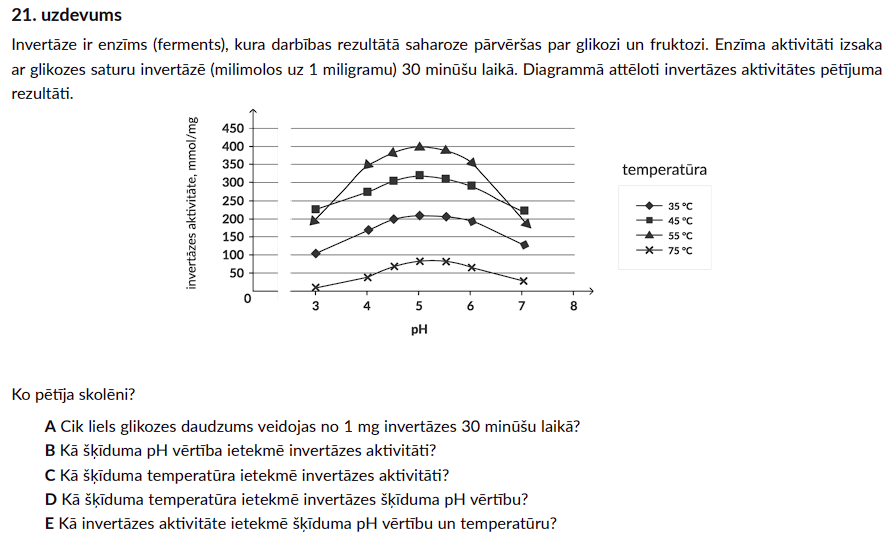 21. uzdevums
Invertāze ir enzīms (ferments), kura darbības rezultātā saharoze pārvēršas par glikozi un fruktozi. Enzīma aktivitāti izsaka
ar glikozes saturu invertāzē (milimolos uz 1 miligramu) 30 minūšu laikā. Diagrammā attēloti invertāzes aktivitātes pētījuma
rezultāti.
invertāzes aktivitāte, mmol/mg
450
400
350
300
250
200
150
100
50
0
3 4 5 6 7 8
pH
temperatūra
35 °C
45 °C
55 °C
75 °C
Ko pētīja skolēni?
A Cik liels glikozes daudzums veidojas no 1 mg invertāzes 30 minūšu laikā?
B Kā šķīduma pH vērtība ietekmē invertāzes aktivitāti?
C Kā šķīduma temperatūra ietekmē invertāzes aktivitāti?
D Kā šķīduma temperatūra ietekmē invertāzes šķīduma pH vērtību?
E Kā invertāzes aktivitāte ietekmē šķīduma pH vērtību un temperatūru?